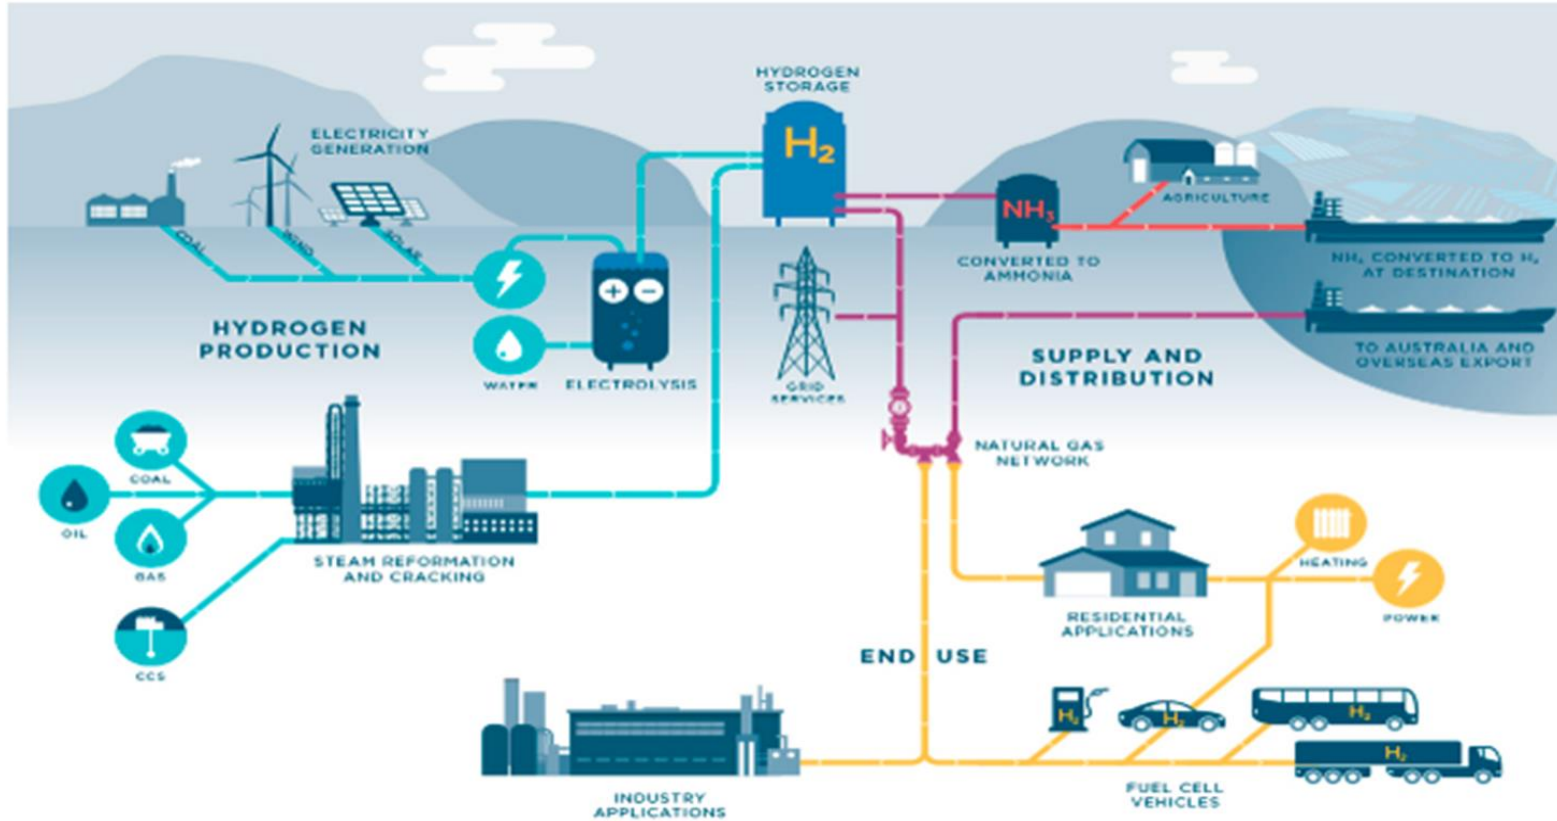 HYDROGEN
STORAGE
H₂
ELECTRICITY
GENERATION
COAL
WIND
SOLAR
HYDROGEN
PRODUCTION
WATER
ELECTROLYSIS
NH₃
CONVERTED TO
AMMONIA
AGRICULTURE
NH₃ CONVERTED TO H₂
AT DESTINATION
TO AUSTRALIA AND
OVERSEAS EXPORT
SUPPLY AND
DISTRIBUTION
GRID
SERVICES
NATURAL GAS
NETWORK
COAL
OIL
GAS
CCS
STEAM REFORMATION
AND CRACKING
HEATING
POWER
RESIDENTIAL
APPLICATIONS
END USE
H₂
H₂
H₂
H₂
FUEL CELL
VEHICLES
INDUSTRY
APPLICATIONS